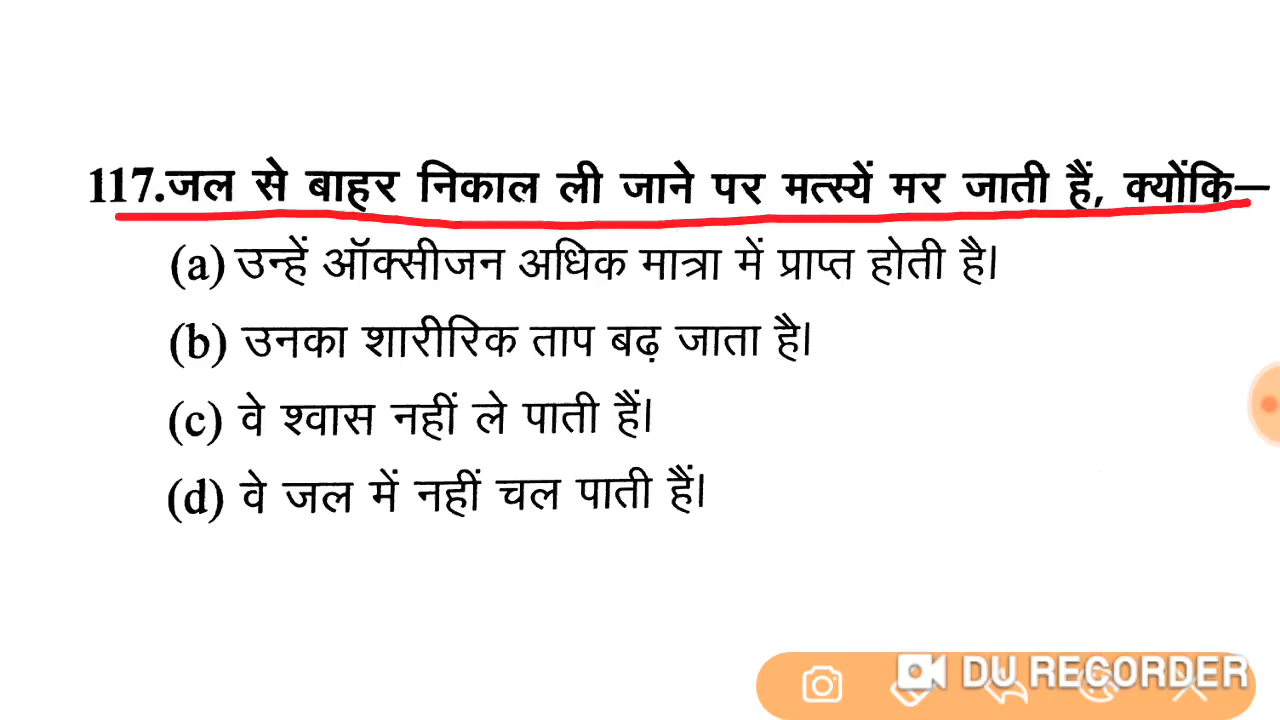 117.जल से बाहर निकाल ली जाने पर मत्स्यें मर जाती हैं, क्योंकि—
(a) उन्हें ऑक्सीजन अधिक मात्रा में प्राप्त होती है।
(b) उनका शारीरिक ताप बढ़ जाता है।
(c) वे श्वास नहीं ले पाती हैं।
(d) वे जल में नहीं चल पाती हैं।
DU RECORDER